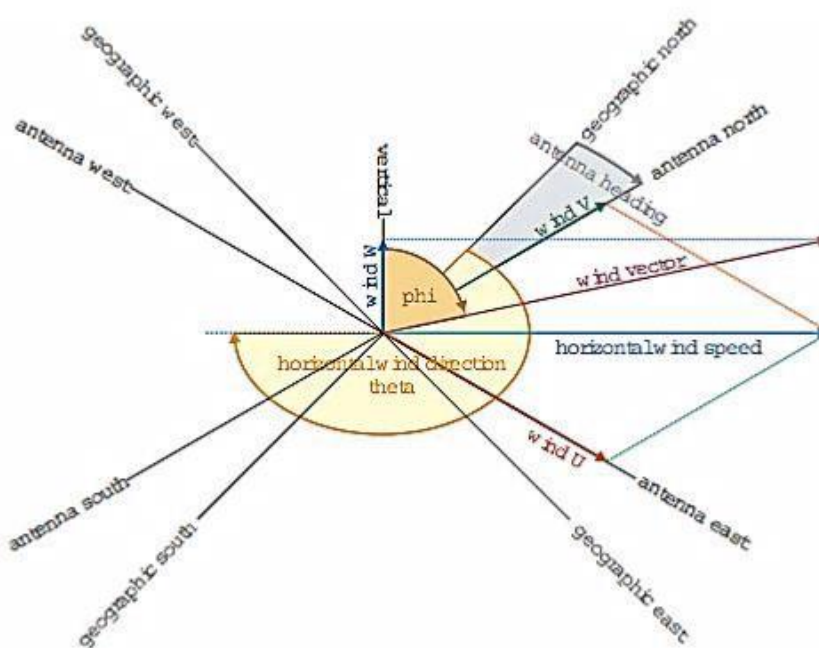 geographic north
geographic west
antenna north
antenna west
antenna heading
vertical
wind V
wind W
wind vector
phi
horizontal wind speed
horizontal wind direction
theta
wind U
antenna south
antenna east
geographic south
geographic east